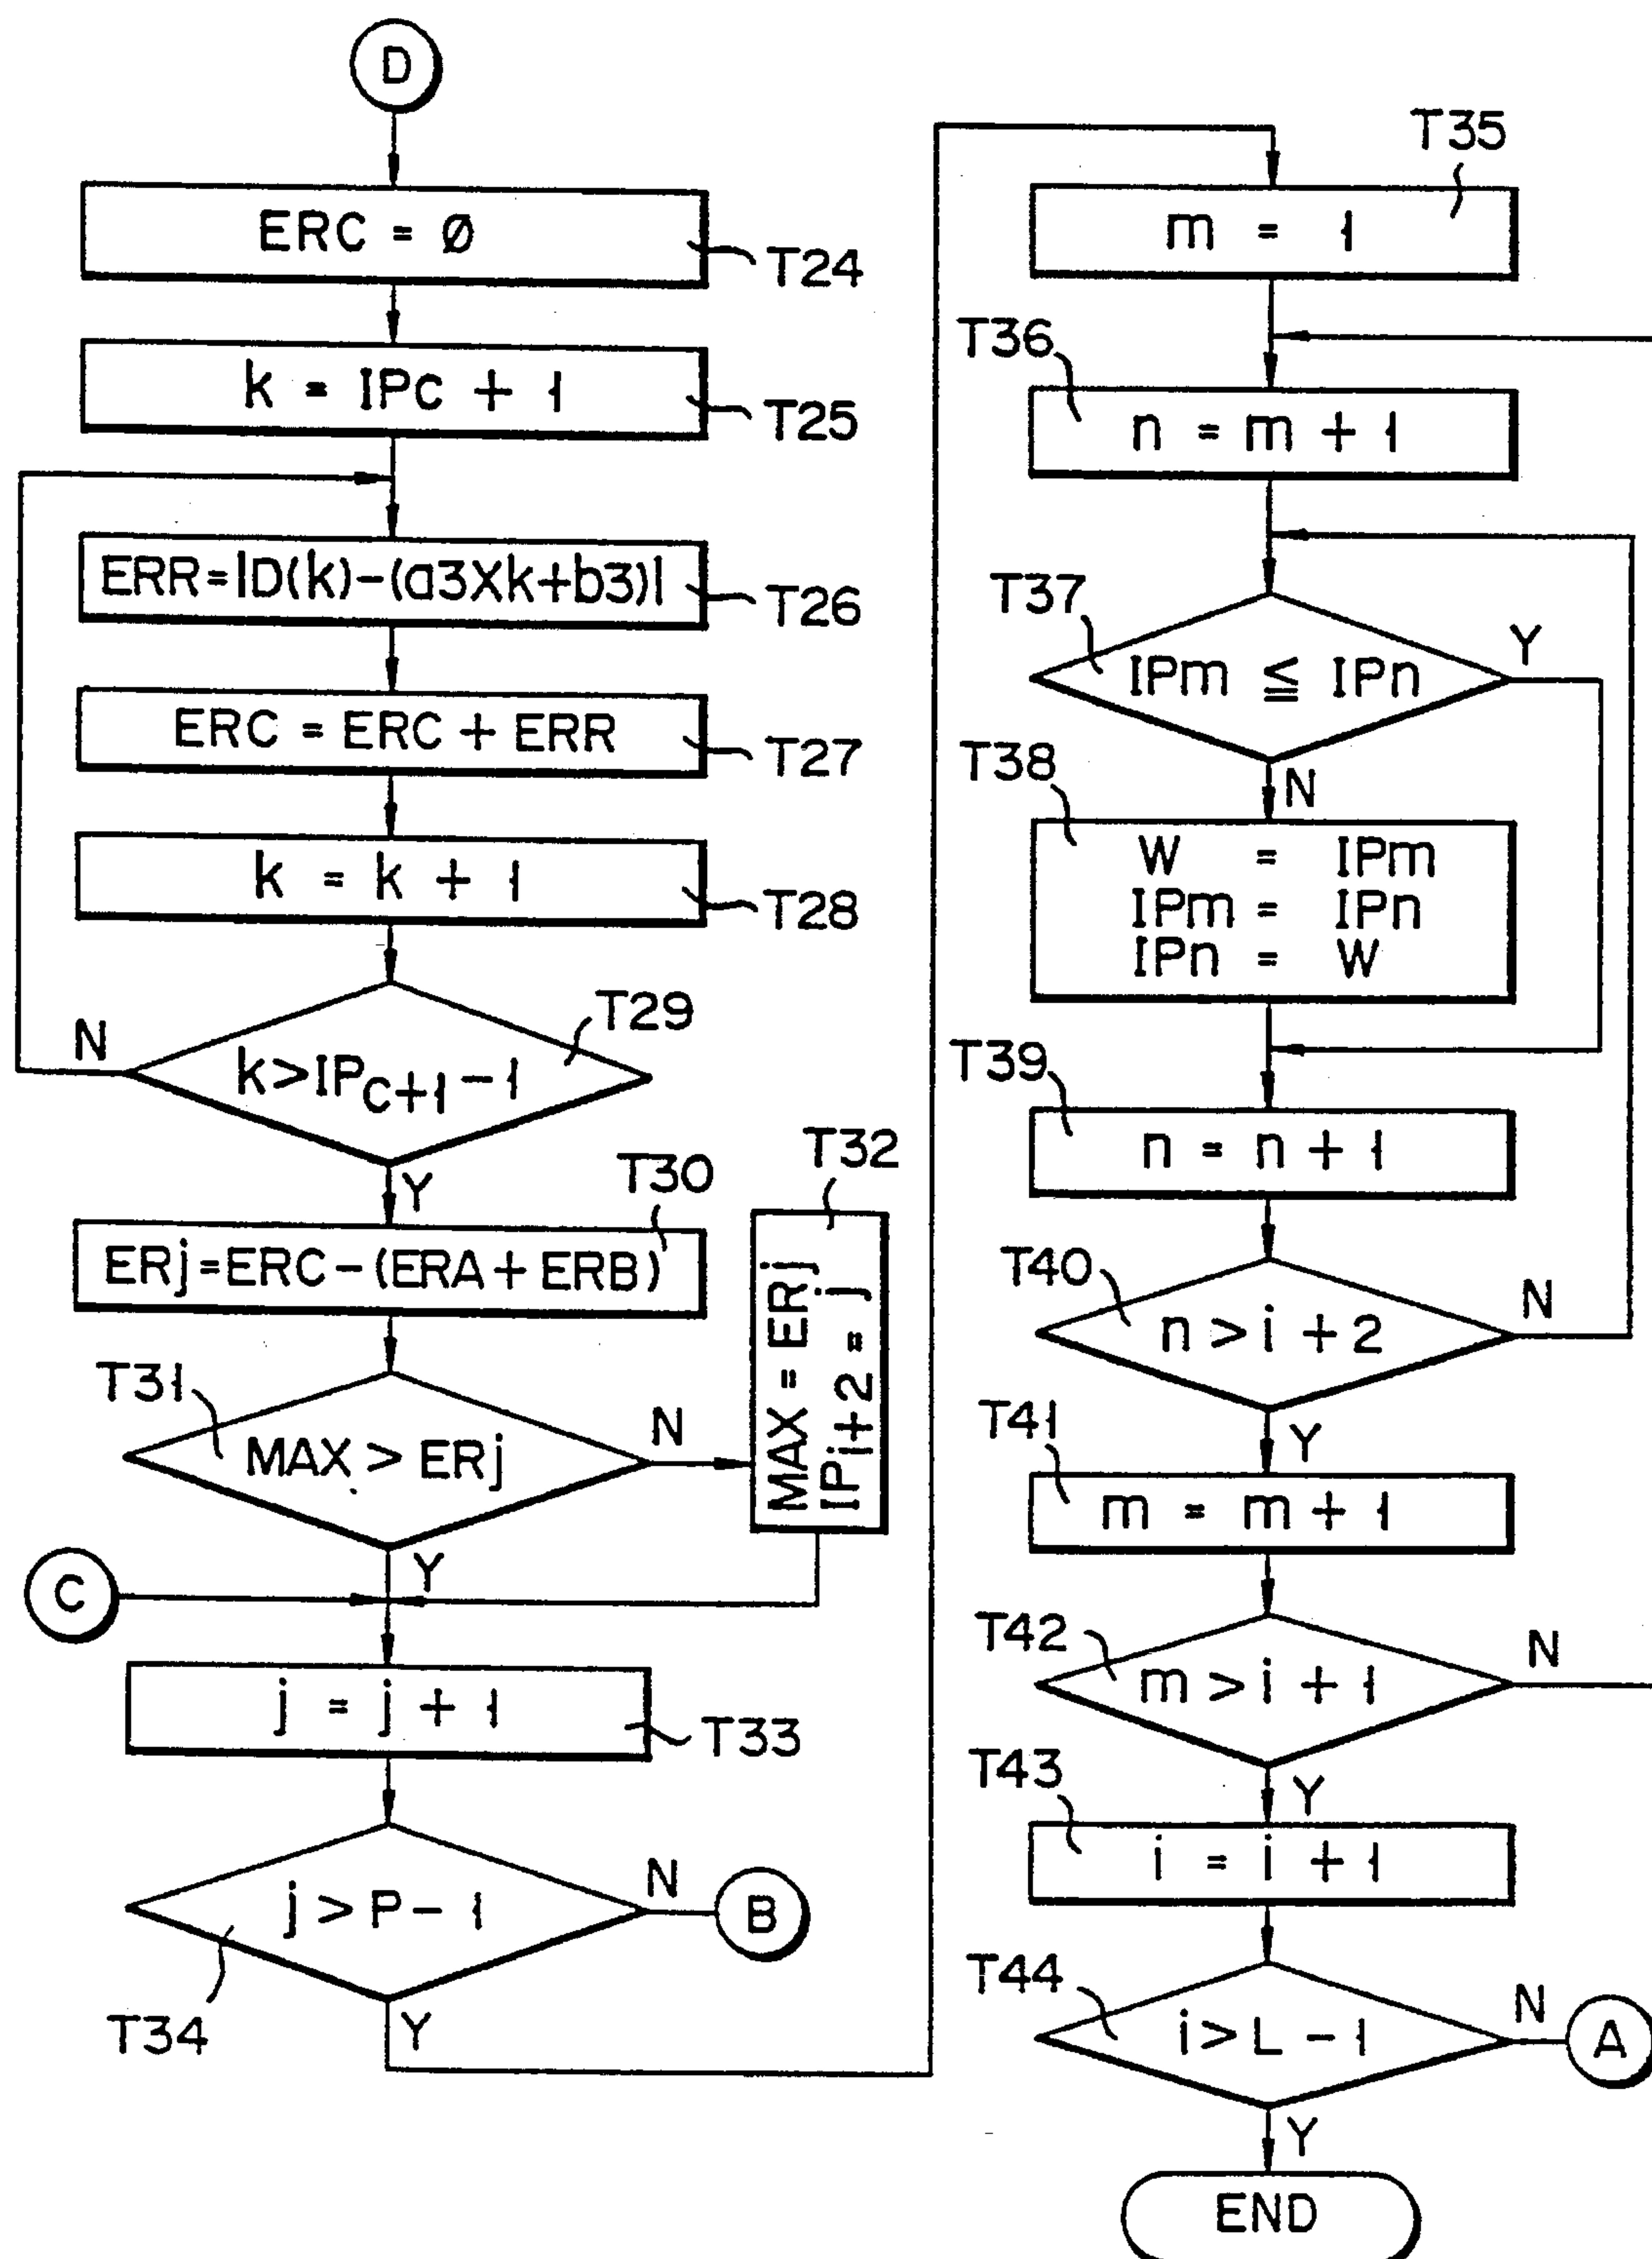 D
ERC = Ø
T24
k = IPc + 1
T25
ERR=|D(k)-(a3Xk+b3)|
T26
ERC = ERC + ERR
T27
k = k + 1
T28
T29
N
k>IPC+1-1
Y
T30
ERj=ERC-(ERA+ERB)
T32
MAX = ERj
IPi+2 = j
T31
MAX > ERj
N
Y
C
j = j + 1
T33
j > P- 1
N
B
T34
Y
T35
m = 1
T36
n = m + 1
T37
IPm ≦ IPn
Y
N
T38
W = IPm
IPm = IPn
IPn = W
T39
n = n + 1
T40
n > i + 2
N
Y
T41
m = m + 1
T42
m > i + 1
N
Y
T43
i = i + 1
T44
i > L - 1
N
A
Y
END